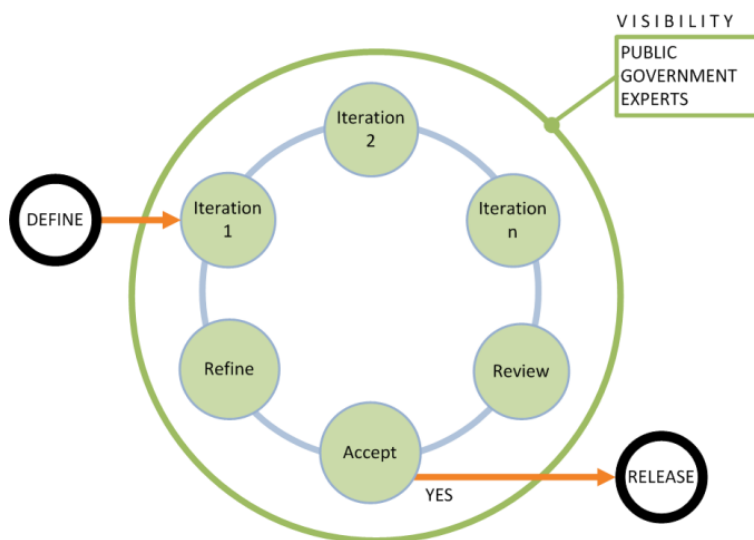 VISIBILITY
PUBLIC
GOVERNMENT
EXPERTS
Iteration
2
DEFINE
Iteration
1
Iteration
n
Refine
Review
Accept
YES
RELEASE